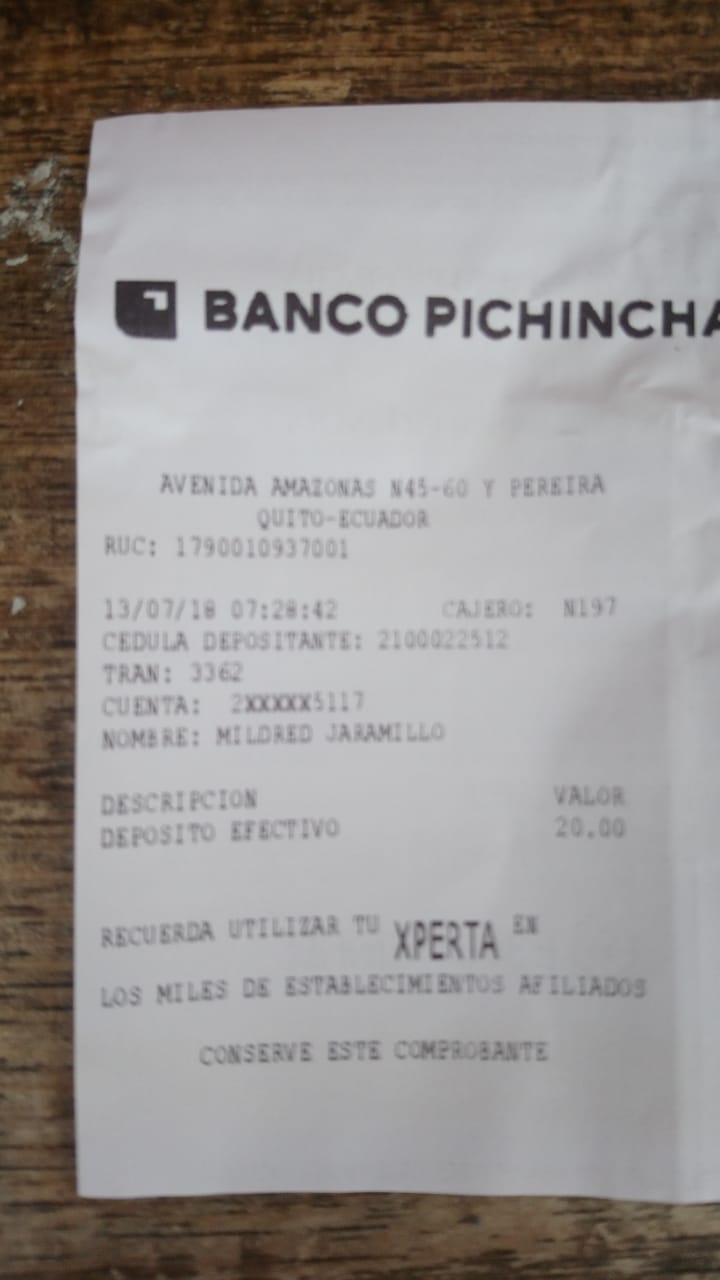 BANCO PICHINCHA
AVENIDA AMAZONAS N45-60 Y PEREIRA
QUITO-ECUADOR
RUC: 1790010937001
13/07/18 07:28:42 CAJERO: N197
CEDULA DEPOSITANTE: 2100022512
TRAN: 3362
CUENTA: 2XXXXX5117
NOMBRE: MILDRED JARAMILLO
DESCRIPCION VALOR
DEPOSITO EFECTIVO 20.00
RECUERDA UTILIZAR TU XPERTA EN
LOS MILES DE ESTABLECIMIENTOS AFILIADOS
CONSERVE ESTE COMPROBANTE